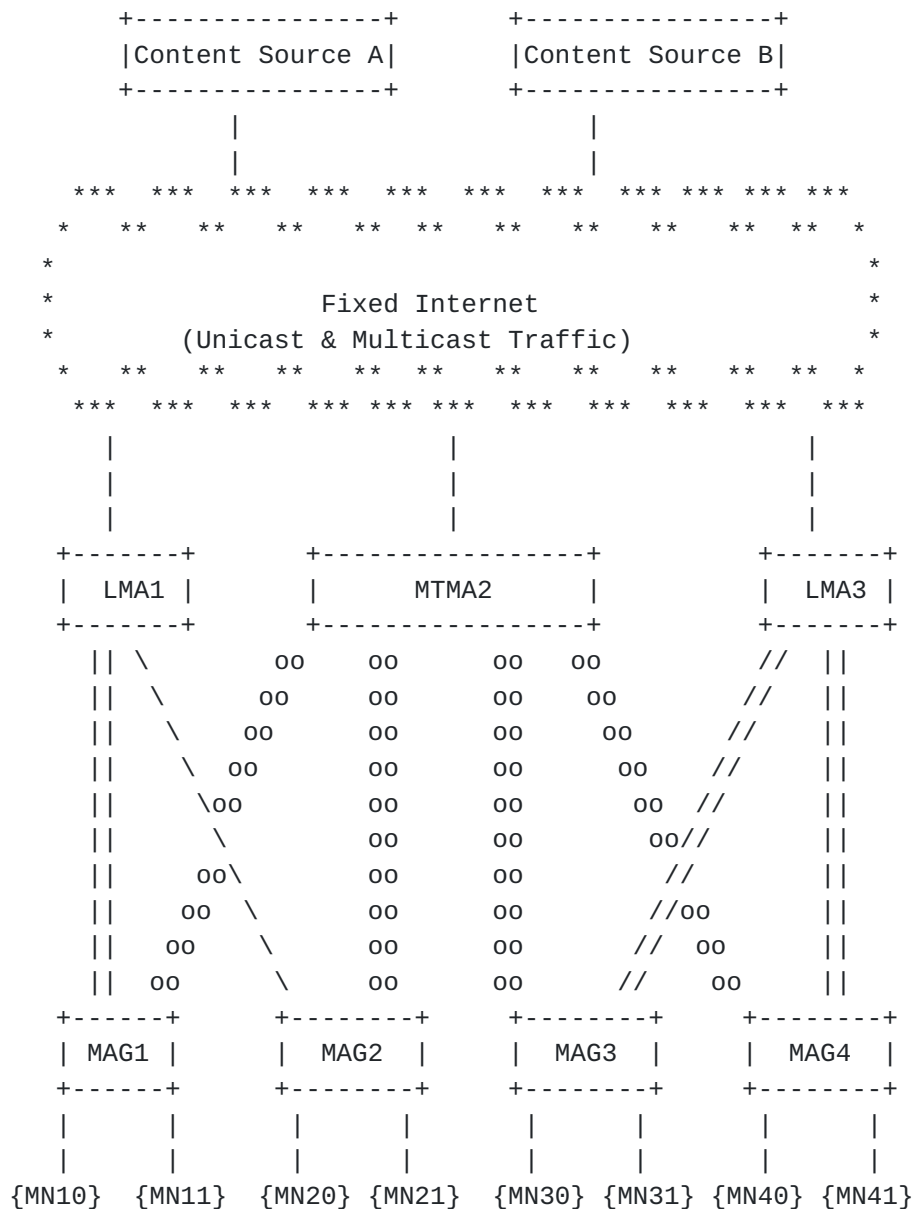 Content Source A Content Source B
Fixed Internet
(Unicast & Multicast Traffic)
LMA1 MTMA2 LMA3
MAG1 MAG2 MAG3 MAG4
{MN10} {MN11} {MN20} {MN21} {MN30} {MN31} {MN40} {MN41}